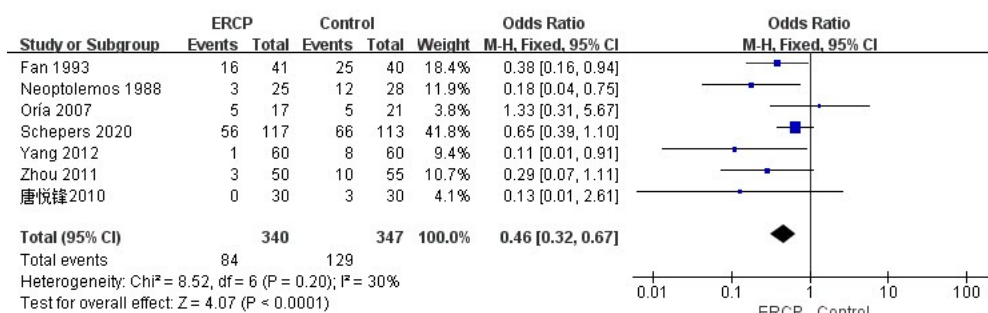 ERCP Control Odds Ratio Odds Ratio
Study or Subgroup Events Total Events Total Weight M-H, Fixed, 95% CI M-H, Fixed, 95% CI
Fan 1993 16 41 25 40 18.4% 0.38 [0.16, 0.94]
Neoptolemos 1988 3 25 12 28 11.9% 0.18 [0.04, 0.75]
Oría 2007 5 17 5 21 3.8% 1.33 [0.31, 5.67]
Schepers 2020 56 117 66 113 41.8% 0.65 [0.39, 1.10]
Yang 2012 1 60 8 60 9.4% 0.11 [0.01, 0.91]
Zhou 2011 3 50 10 55 10.7% 0.29 [0.07, 1.11]
唐悦锋2010 0 30 3 30 4.1% 0.13 [0.01, 2.61]
Total (95% CI) 340 347 100.0% 0.46 [0.32, 0.67]
Total events 84 129
Heterogeneity: Chi² = 8.52, df = 6 (P = 0.20); I² = 30%
Test for overall effect: Z = 4.07 (P < 0.0001)
0.01 0.1 1 10 100
ERCP Control